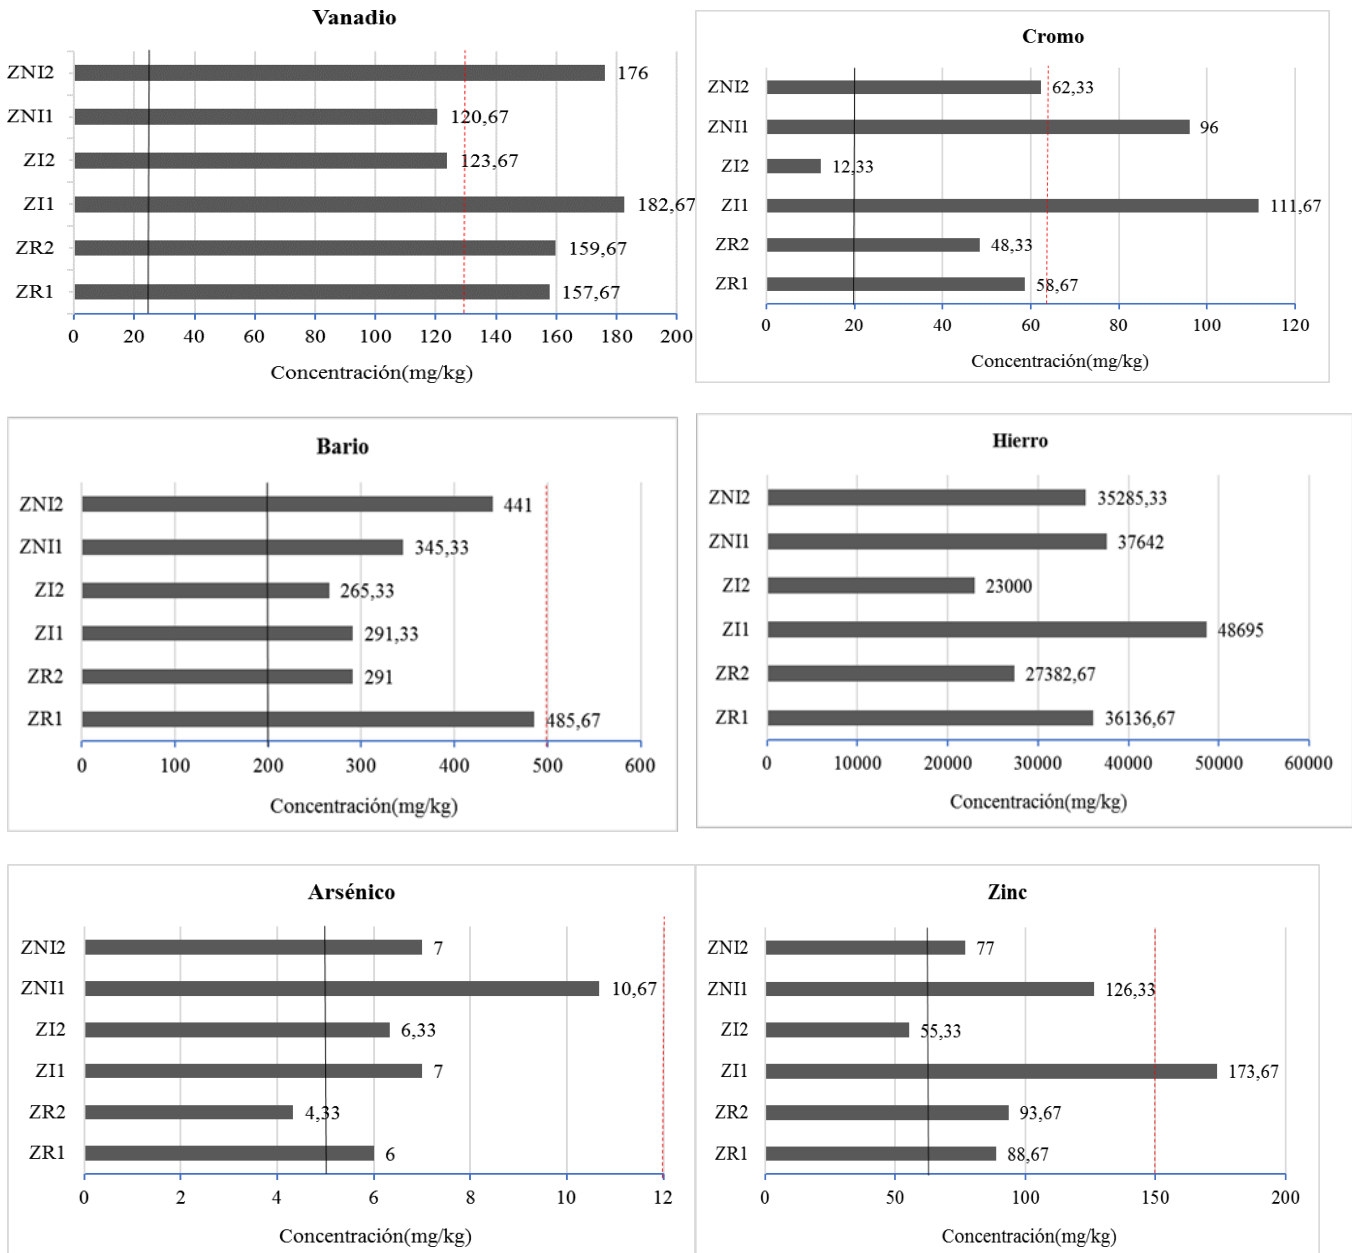 Vanadio
ZNI2 176
ZNI1 120,67
ZI2 123,67
ZI1 182,67
ZR2 159,67
ZR1 157,67
0 20 40 60 80 100 120 140 160 180 200
Concentración(mg/kg)
Cromo
ZNI2 62,33
ZNI1 96
ZI2 12,33
ZI1 111,67
ZR2 48,33
ZR1 58,67
0 20 40 60 80 100 120
Concentración(mg/kg)
Bario
ZNI2 441
ZNI1 345,33
ZI2 265,33
ZI1 291,33
ZR2 291
ZR1 485,67
0 100 200 300 400 500 600
Concentración(mg/kg)
Hierro
ZNI2 35285,33
ZNI1 37642
ZI2 23000
ZI1 48695
ZR2 27382,67
ZR1 36136,67
0 10000 20000 30000 40000 50000 60000
Concentración(mg/kg)
Arsénico
ZNI2 7
ZNI1 10,67
ZI2 6,33
ZI1 7
ZR2 4,33
ZR1 6
0 2 4 6 8 10 12
Concentración(mg/kg)
Zinc
ZNI2 77
ZNI1 126,33
ZI2 55,33
ZI1 173,67
ZR2 93,67
ZR1 88,67
0 50 100 150 200
Concentración(mg/kg)